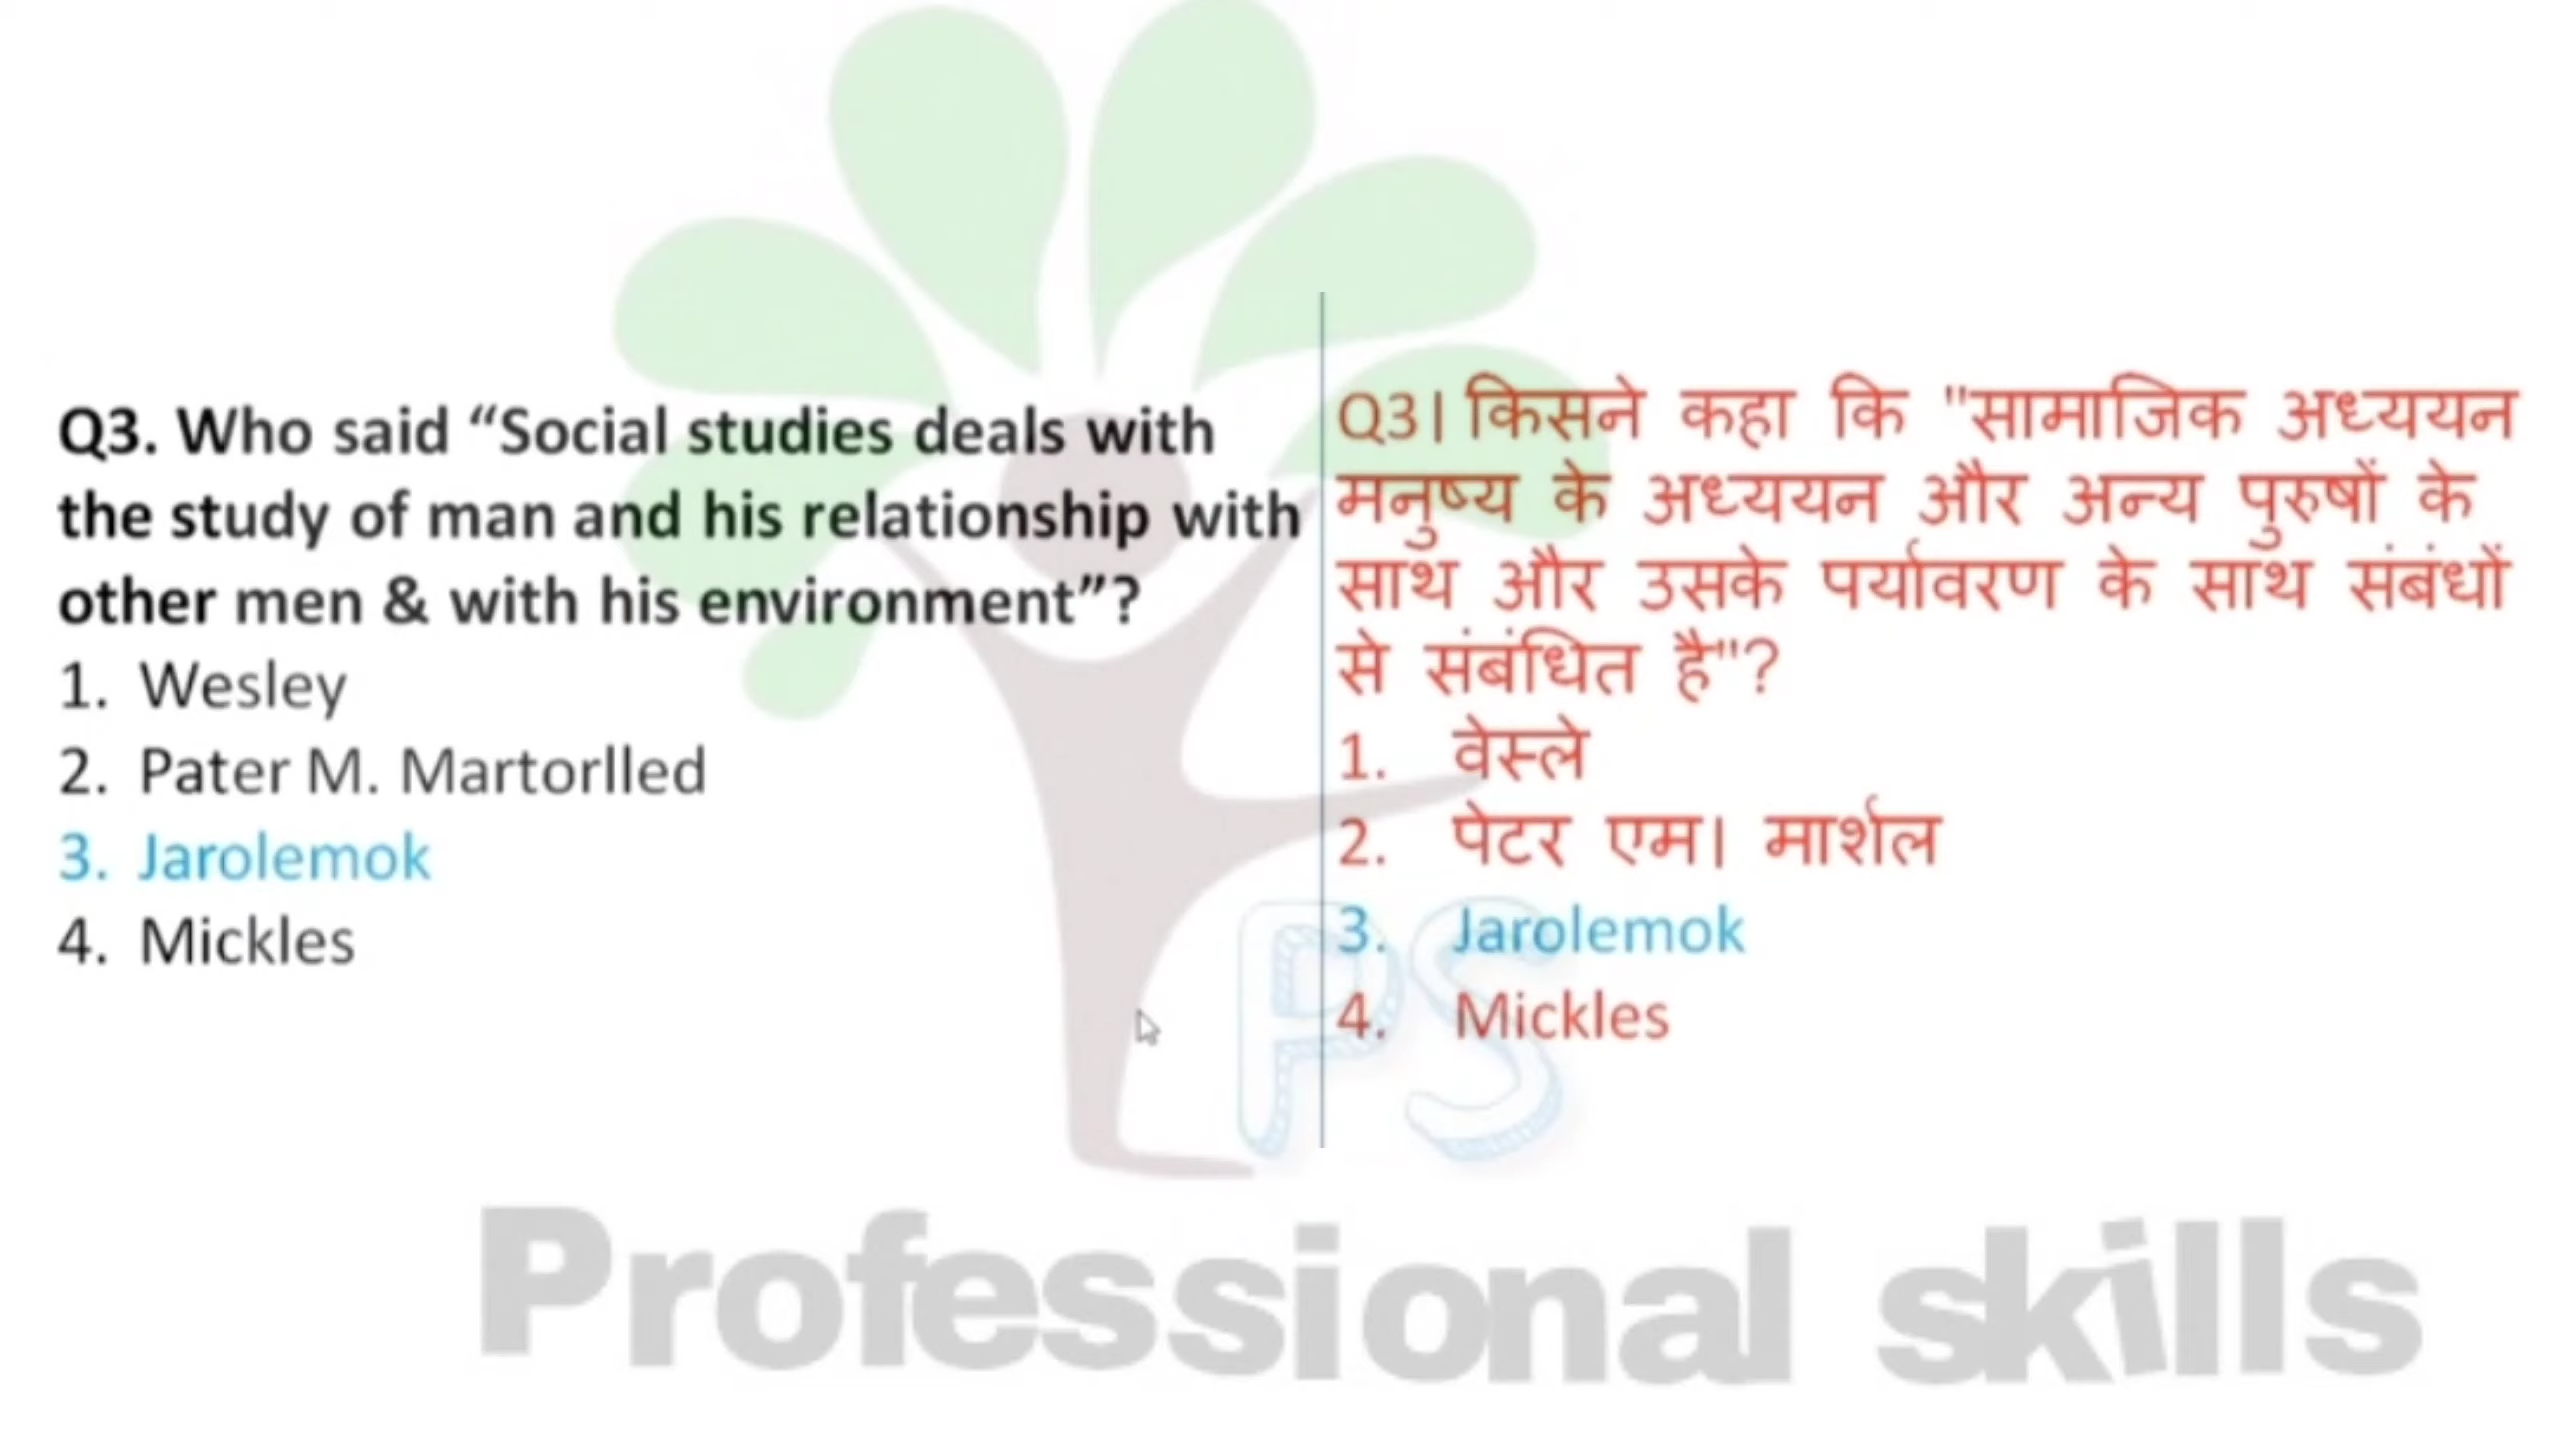 Q3. Who said “Social studies deals with
the study of man and his relationship with
other men & with his environment”?
1. Wesley
2. Pater M. Martorlled
3. Jarolemok
4. Mickles
Q3। किसने कहा कि "सामाजिक अध्ययन
मनुष्य के अध्ययन और अन्य पुरुषों के
साथ और उसके पर्यावरण के साथ संबंधों
से संबंधित है"?
1. वेस्ले
2. पेटर एम। मार्शल
3. Jarolemok
4. Mickles
PS
Professional skills